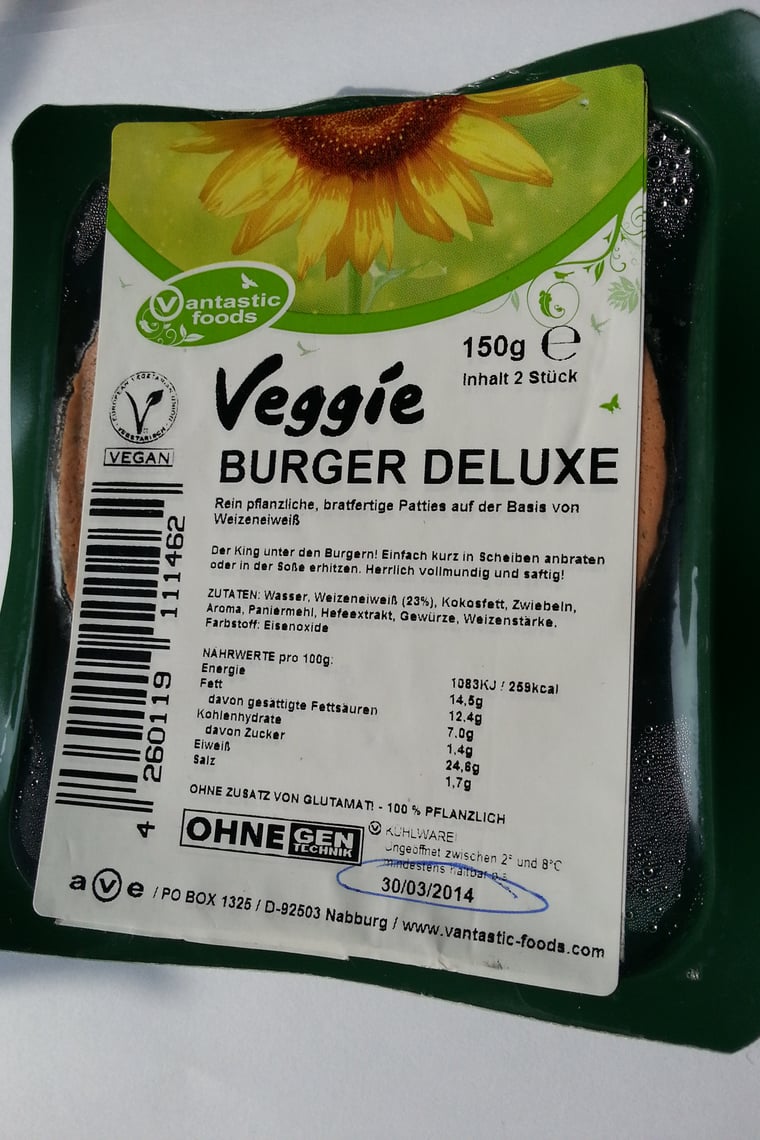 Vantastic
foods
150g e
Inhalt 2 Stück
Veggie
BURGER DELUXE
EUROPEAN VEGETARIAN UNION
VEGETARISCH
VEGAN
Rein pflanzliche, bratfertige Patties auf der Basis von
Weizeneiweiß
Der King unter den Burgern! Einfach kurz in Scheiben anbraten
oder in der Soße erhitzen. Herrlich vollmundig und saftig!
ZUTATEN: Wasser, Weizeneiweiß (23%), Kokosfett, Zwiebeln,
Aroma, Paniermehl, Hefeextrakt, Gewürze, Weizenstärke,
Farbstoff: Eisenoxide
NÄHRWERTE pro 100g:
Energie 1083KJ / 259kcal
Fett 14,5g
davon gesättigte Fettsäuren 12,4g
Kohlenhydrate 7,0g
davon Zucker 1,4g
Eiweiß 24,6g
Salz 1,7g
4 260119 111462
OHNE ZUSATZ VON GLUTAMAT! - 100 % PFLANZLICH
OHNE GEN
TECHNIK
V KÜHLWARE!
Ungeöffnet zwischen 2° und 8°C
mindestens haltbar
30/03/2014
ave / PO BOX 1325 / D-92503 Nabburg / www.vantastic-foods.com